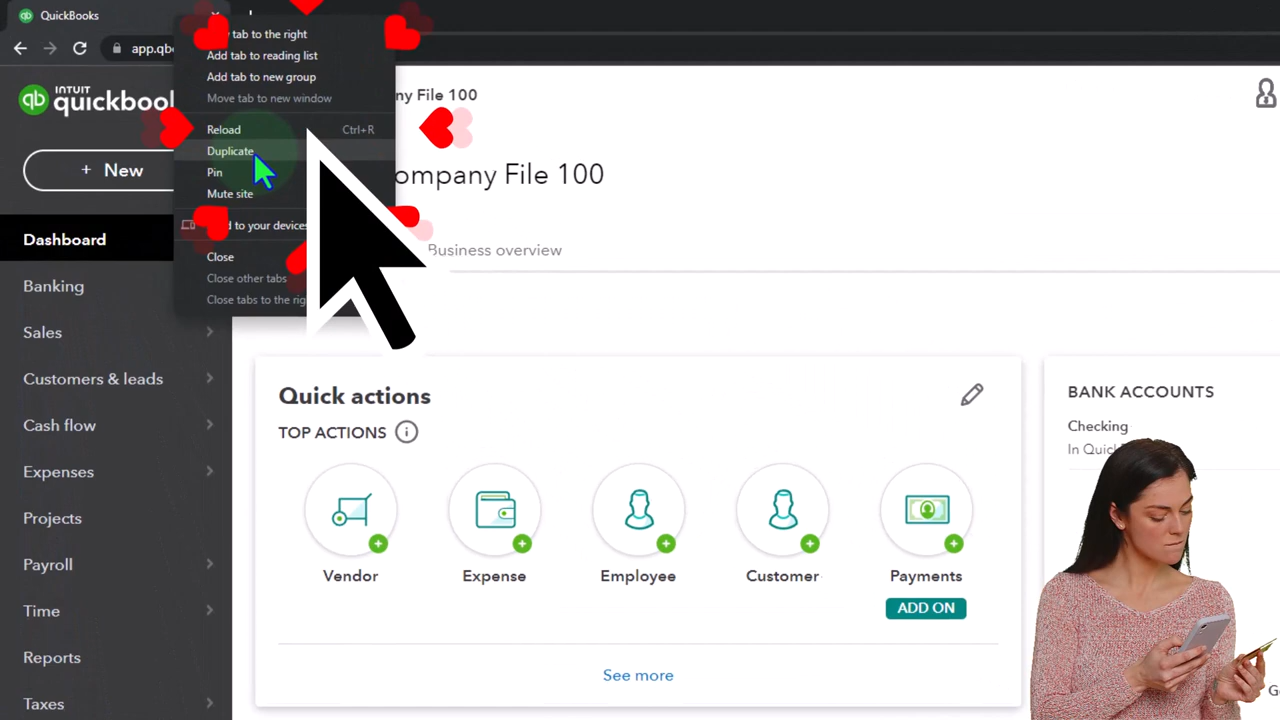 QuickBooks
tab to the right
app.qb
Add tab to reading list
Add tab to new group
Move tab to new window
INTUIT
quickbook
ny File 100
Reload Ctrl+R
Duplicate
+ New
Pin
ompany File 100
Mute site
to your devices
Dashboard
Business overview
Close
Close other tabs
Banking
Close tabs to the rig
Sales
Customers & leads
Quick actions
BANK ACCOUNTS
Cash flow
TOP ACTIONS
Checking
In Quick
Expenses
Projects
Payroll
Vendor
Expense
Employee
Customer
Payments
ADD ON
Time
Reports
See more
Taxes